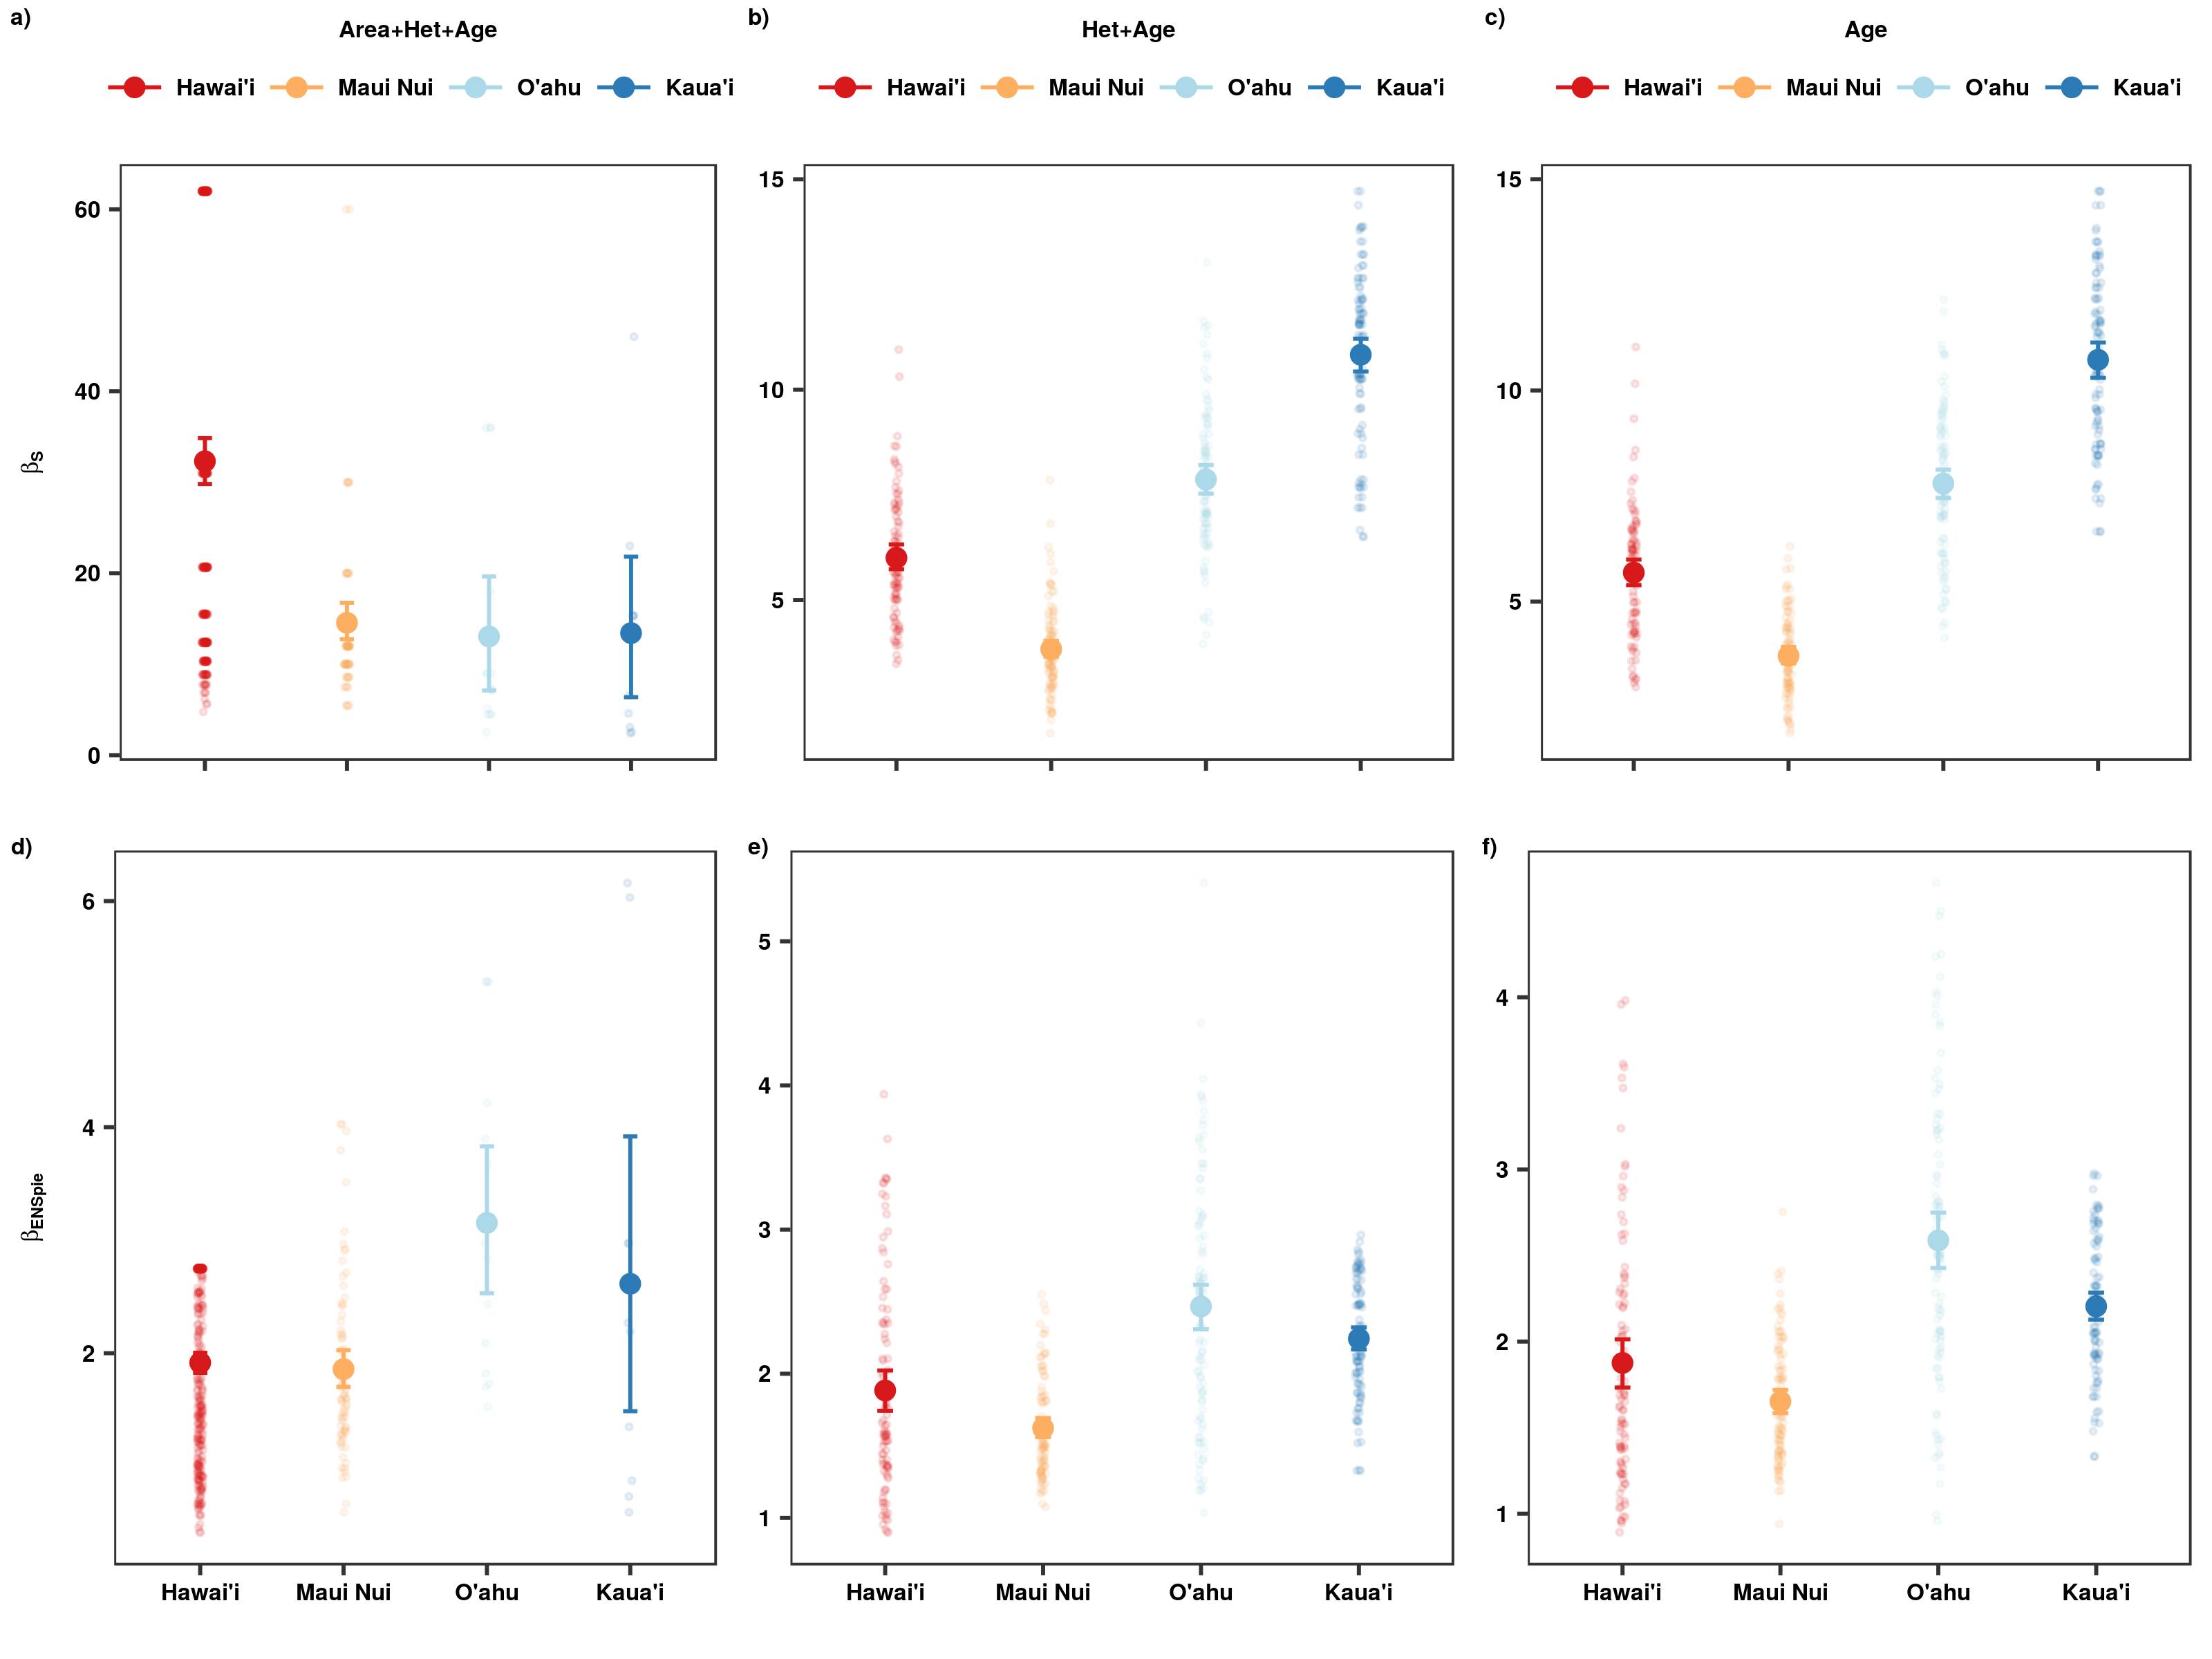 a) Area+Het+Age
Hawai'i Maui Nui O'ahu Kaua'i
60
40
20
0
βS
b) Het+Age
Hawai'i Maui Nui O'ahu Kaua'i
15
10
5
c) Age
Hawai'i Maui Nui O'ahu Kaua'i
15
10
5
d)
6
4
2
βENSpie
Hawai'i Maui Nui O'ahu Kaua'i
e)
5
4
3
2
1
Hawai'i Maui Nui O'ahu Kaua'i
f)
4
3
2
1
Hawai'i Maui Nui O'ahu Kaua'i